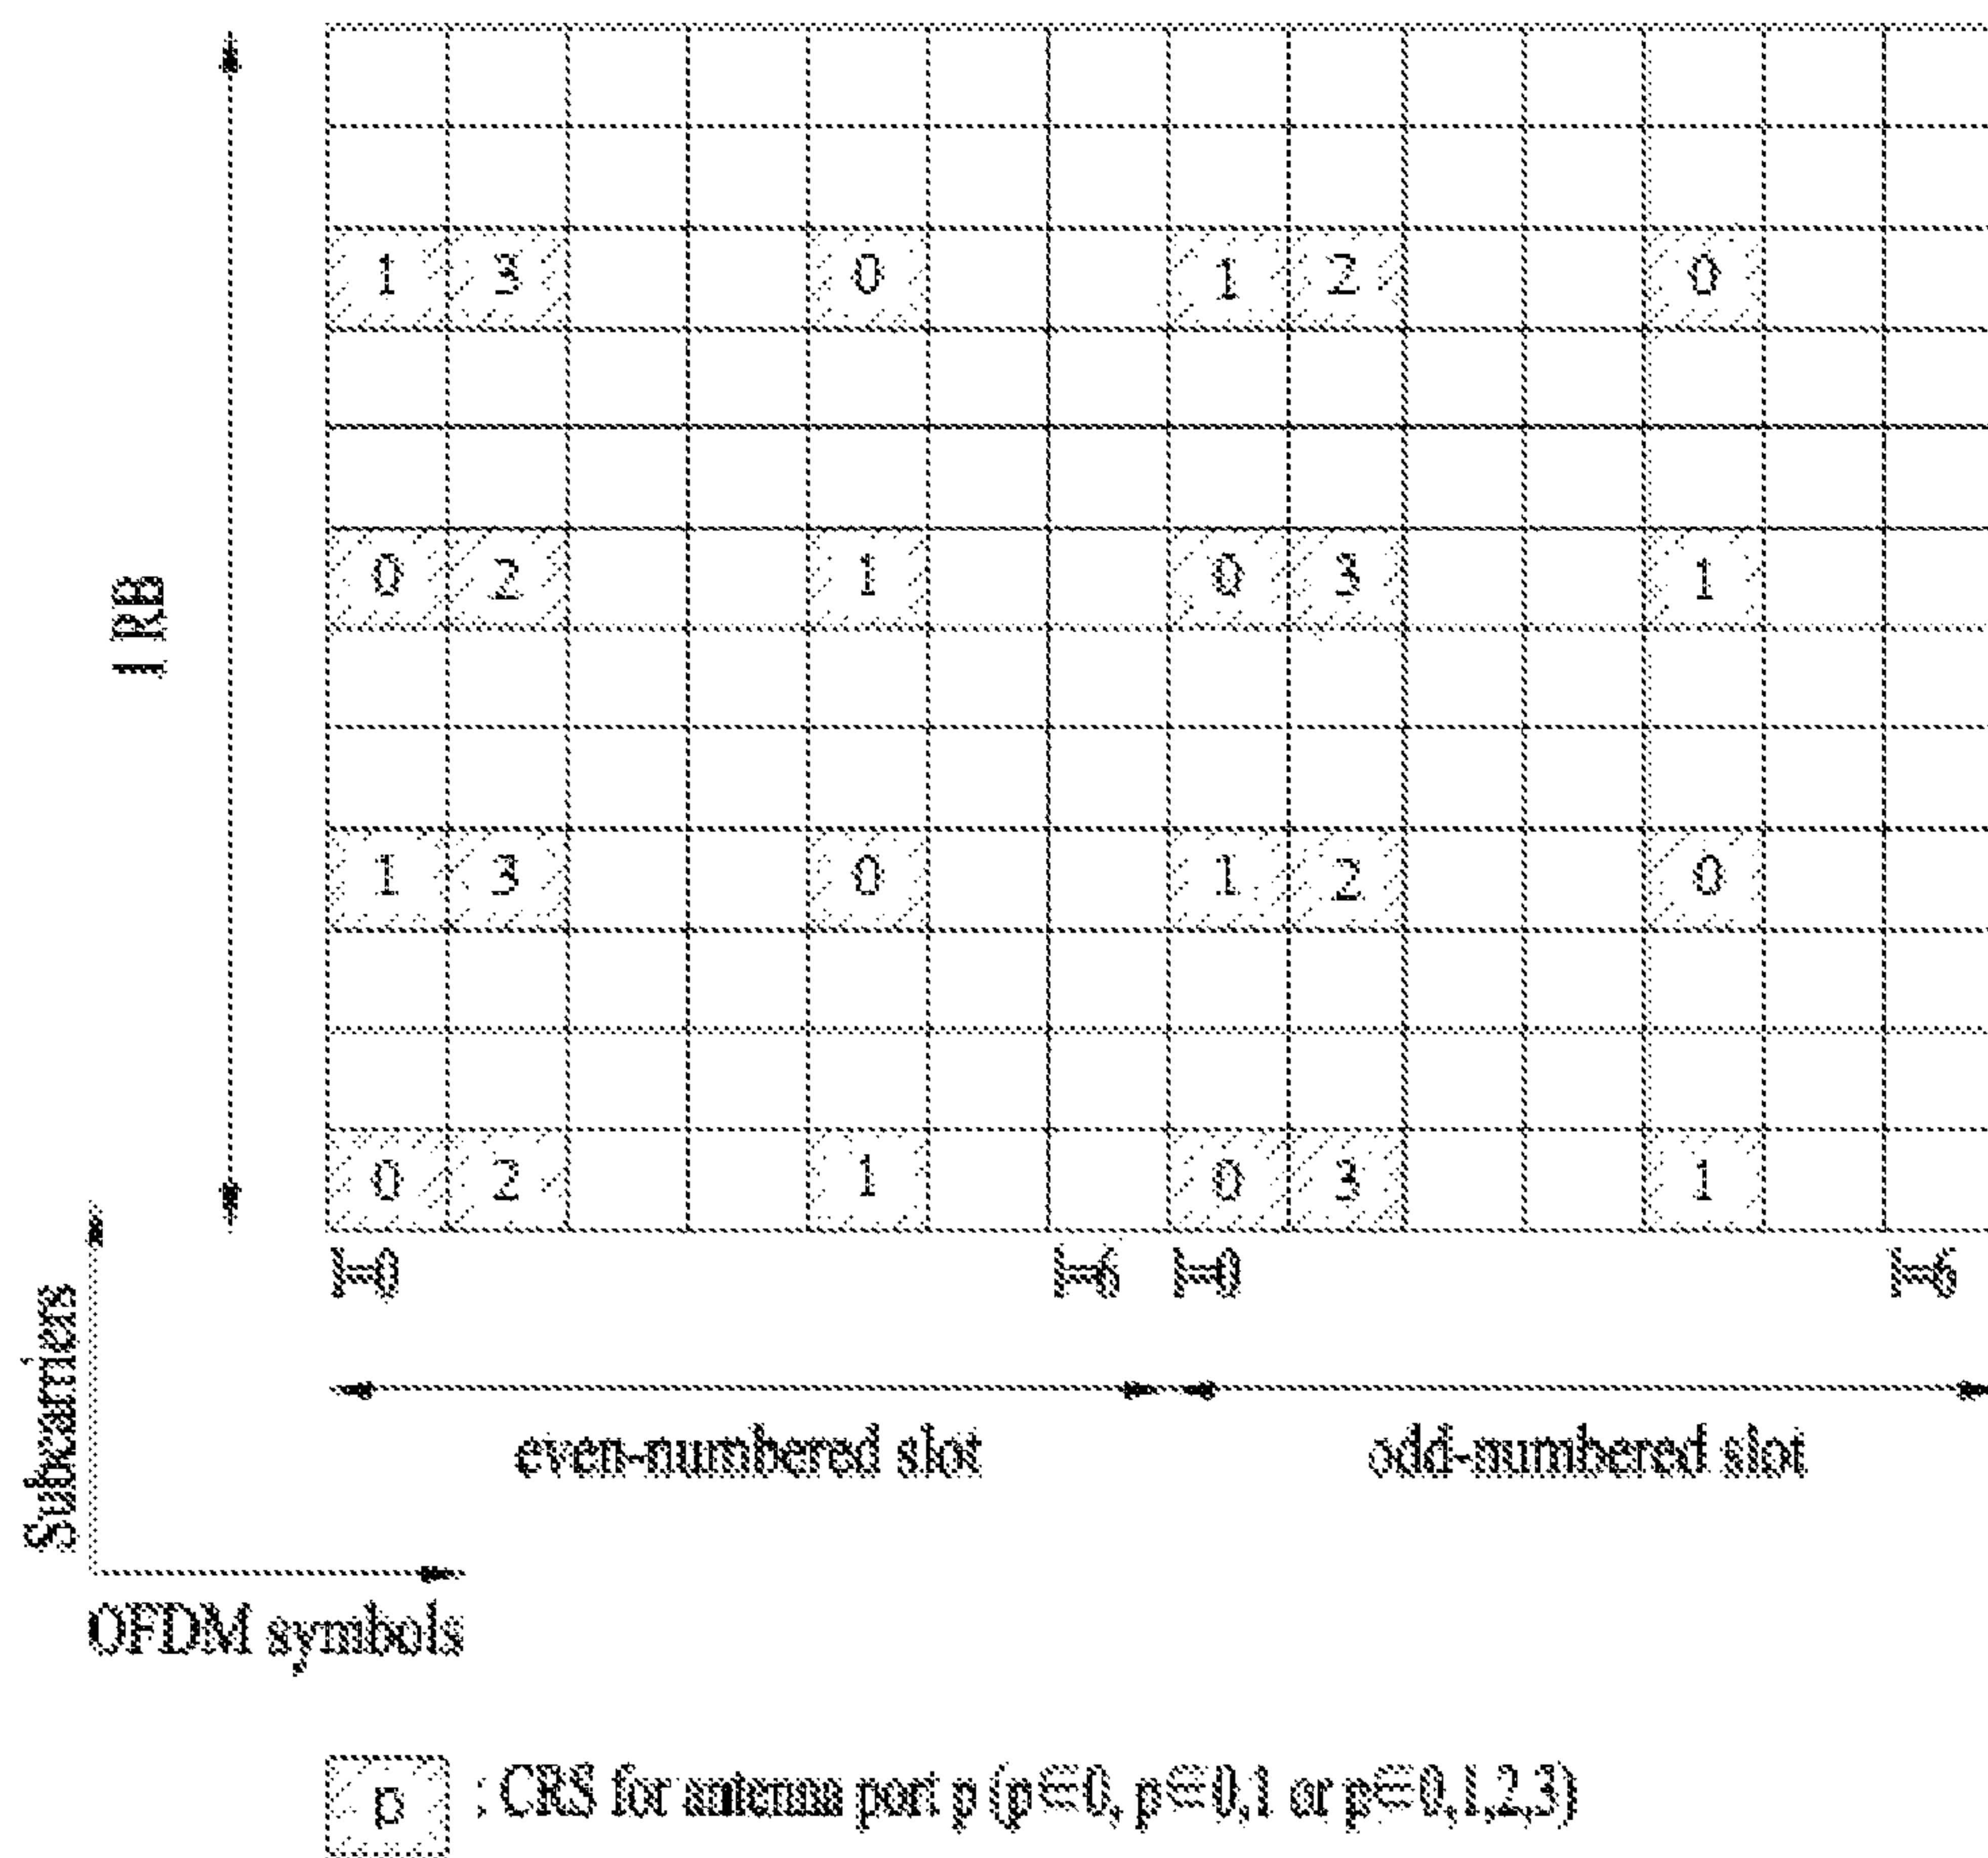 1 3 0 1 2 0
1 RB
0 2 1 0 3 1
1 3 0 1 2 0
0 2 1 0 3 1
l=0 l=6 l=0 l=6
Subcarriers
even-numbered slot odd-numbered slot
OFDM symbols
p : CRS for antenna port p (p=0, p=0,1 or p=0,1,2,3)